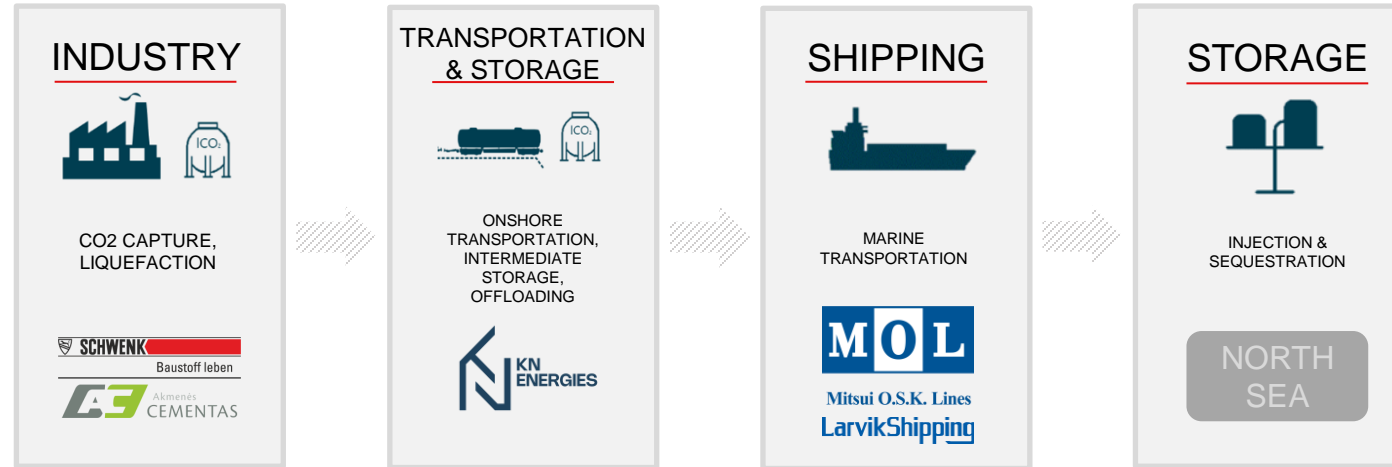 INDUSTRY
ICO₂
CO2 CAPTURE,
LIQUEFACTION
SCHWENK
Baustoff leben
Akmenės
CEMENTAS
TRANSPORTATION
& STORAGE
ICO₂
ONSHORE
TRANSPORTATION,
INTERMEDIATE
STORAGE,
OFFLOADING
KN
ENERGIES
SHIPPING
MARINE
TRANSPORTATION
MOL
Mitsui O.S.K. Lines
LarvikShipping
STORAGE
INJECTION &
SEQUESTRATION
NORTH
SEA